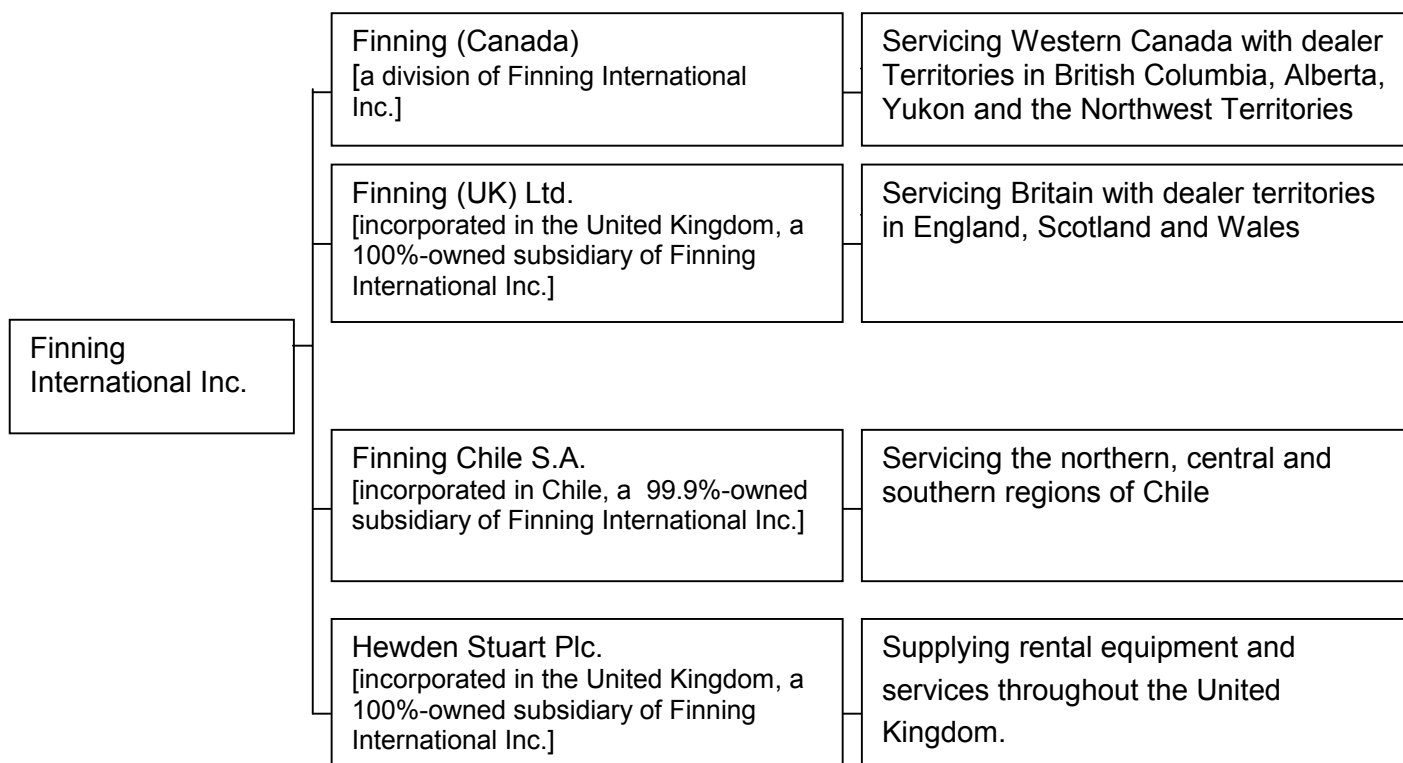 Finning
International Inc.
Finning (Canada)
[a division of Finning International
Inc.]
Servicing Western Canada with dealer
Territories in British Columbia, Alberta,
Yukon and the Northwest Territories
Finning (UK) Ltd.
[incorporated in the United Kingdom, a
100%-owned subsidiary of Finning
International Inc.]
Servicing Britain with dealer territories
in England, Scotland and Wales
Finning Chile S.A.
[incorporated in Chile, a 99.9%-owned
subsidiary of Finning International Inc.]
Servicing the northern, central and
southern regions of Chile
Hewden Stuart Plc.
[incorporated in the United Kingdom, a
100%-owned subsidiary of Finning
International Inc.]
Supplying rental equipment and
services throughout the United
Kingdom.